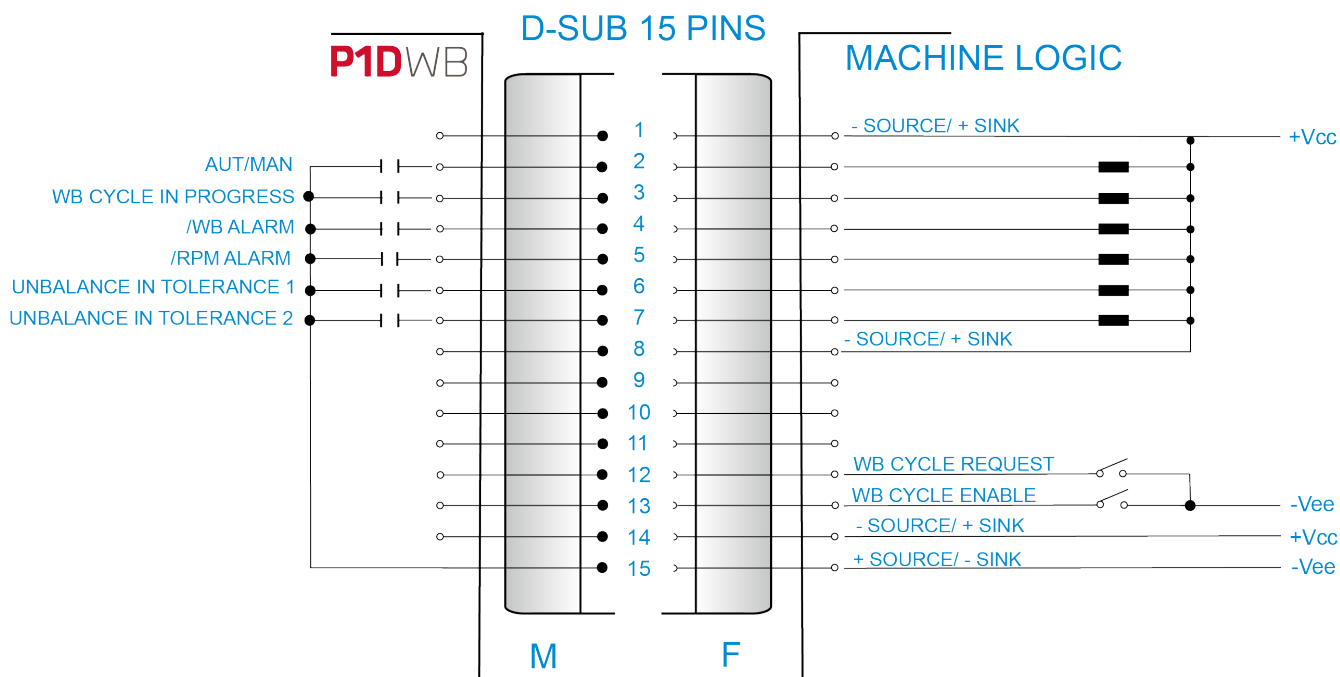 D-SUB 15 PINS
P1DWB
MACHINE LOGIC
1
- SOURCE/ + SINK
+Vcc
AUT/MAN
2
WB CYCLE IN PROGRESS
3
/WB ALARM
4
/RPM ALARM
5
UNBALANCE IN TOLERANCE 1
6
UNBALANCE IN TOLERANCE 2
7
8
- SOURCE/ + SINK
9
10
11
12
WB CYCLE REQUEST
13
WB CYCLE ENABLE
-Vee
14
- SOURCE/ + SINK
+Vcc
15
+ SOURCE/ - SINK
-Vee
M
F